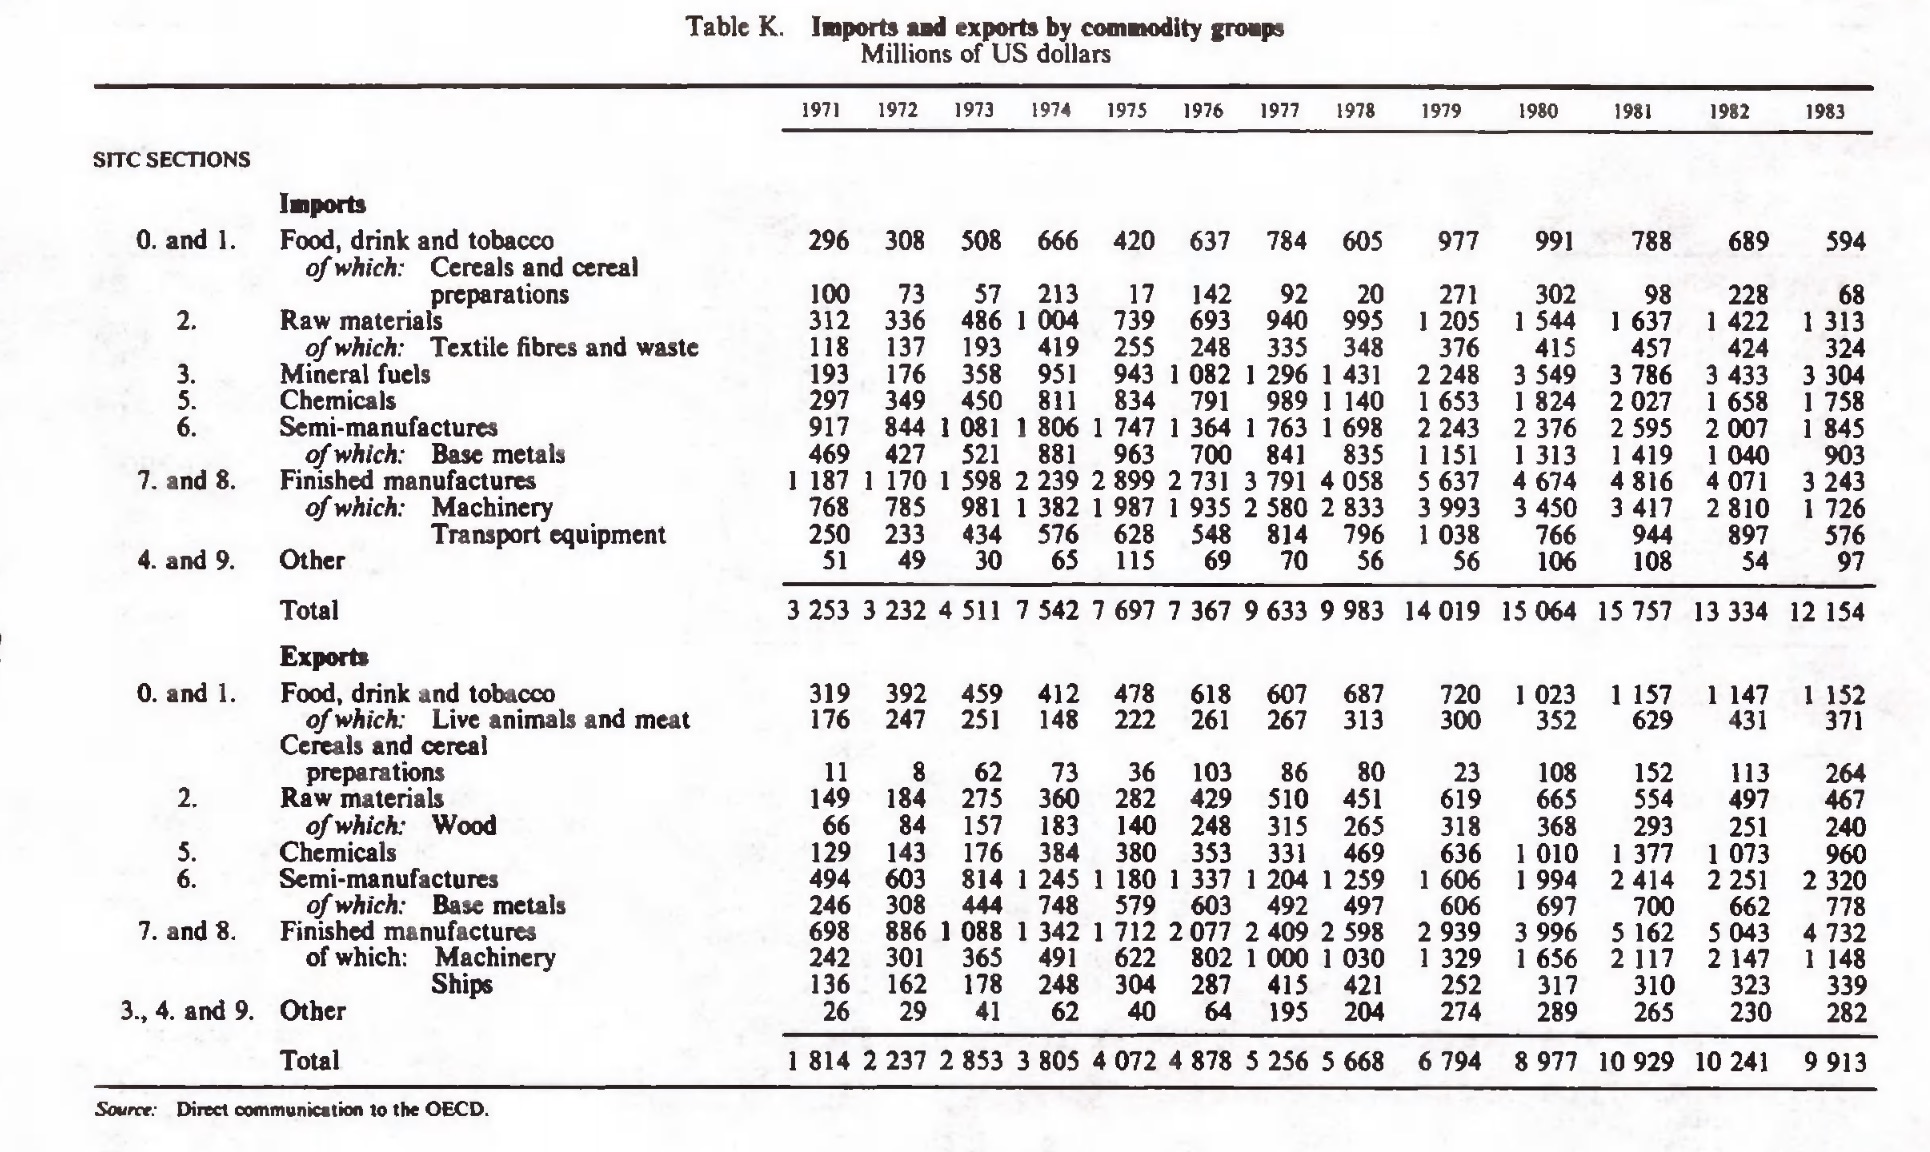 Table K. Imports and exports by commodity groups
Millions of US dollars
1971 1972 1973 1974 1975 1976 1977 1978 1979 1980 1981 1982 1983
SITC SECTIONS
Imports
0. and 1. Food, drink and tobacco 296 308 508 666 420 637 784 605 977 991 788 689 594
of which: Cereals and cereal
preparations 100 73 57 213 17 142 92 20 271 302 98 228 68
2. Raw materials 312 336 486 1 004 739 693 940 995 1 205 1 544 1 637 1 422 1 313
of which: Textile fibres and waste 118 137 193 419 255 248 335 348 376 415 457 424 324
3. Mineral fuels 193 176 358 951 943 1 082 1 296 1 431 2 248 3 549 3 786 3 433 3 304
5. Chemicals 297 349 450 811 834 791 989 1 140 1 653 1 824 2 027 1 658 1 758
6. Semi-manufactures 917 844 1 081 1 806 1 747 1 364 1 763 1 698 2 243 2 376 2 595 2 007 1 845
of which: Base metals 469 427 521 881 963 700 841 835 1 151 1 313 1 419 1 040 903
7. and 8. Finished manufactures 1 187 1 170 1 598 2 239 2 899 2 731 3 791 4 058 5 637 4 674 4 816 4 071 3 243
of which: Machinery 768 785 981 1 382 1 987 1 935 2 580 2 833 3 993 3 450 3 417 2 810 1 726
Transport equipment 250 233 434 576 628 548 814 796 1 038 766 944 897 576
4. and 9. Other 51 49 30 65 115 69 70 56 56 106 108 54 97
Total 3 253 3 232 4 511 7 542 7 697 7 367 9 633 9 983 14 019 15 064 15 757 13 334 12 154
Exports
0. and 1. Food, drink and tobacco 319 392 459 412 478 618 607 687 720 1 023 1 157 1 147 1 152
of which: Live animals and meat 176 247 251 148 222 261 267 313 300 352 629 431 371
Cereals and cereal
preparations 11 8 62 73 36 103 86 80 23 108 152 113 264
2. Raw materials 149 184 275 360 282 429 510 451 619 665 554 497 467
of which: Wood 66 84 157 183 140 248 315 265 318 368 293 251 240
5. Chemicals 129 143 176 384 380 353 331 469 636 1 010 1 377 1 073 960
6. Semi-manufactures 494 603 814 1 245 1 180 1 337 1 204 1 259 1 606 1 994 2 414 2 251 2 320
of which: Base metals 246 308 444 748 579 603 492 497 606 697 700 662 778
7. and 8. Finished manufactures 698 886 1 088 1 342 1 712 2 077 2 409 2 598 2 939 3 996 5 162 5 043 4 732
of which: Machinery 242 301 365 491 622 802 1 000 1 030 1 329 1 656 2 117 2 147 1 148
Ships 136 162 178 248 304 287 415 421 252 317 310 323 339
3., 4. and 9. Other 26 29 41 62 40 64 195 204 274 289 265 230 282
Total 1 814 2 237 2 853 3 805 4 072 4 878 5 256 5 668 6 794 8 977 10 929 10 241 9 913
Source: Direct communication to the OECD.